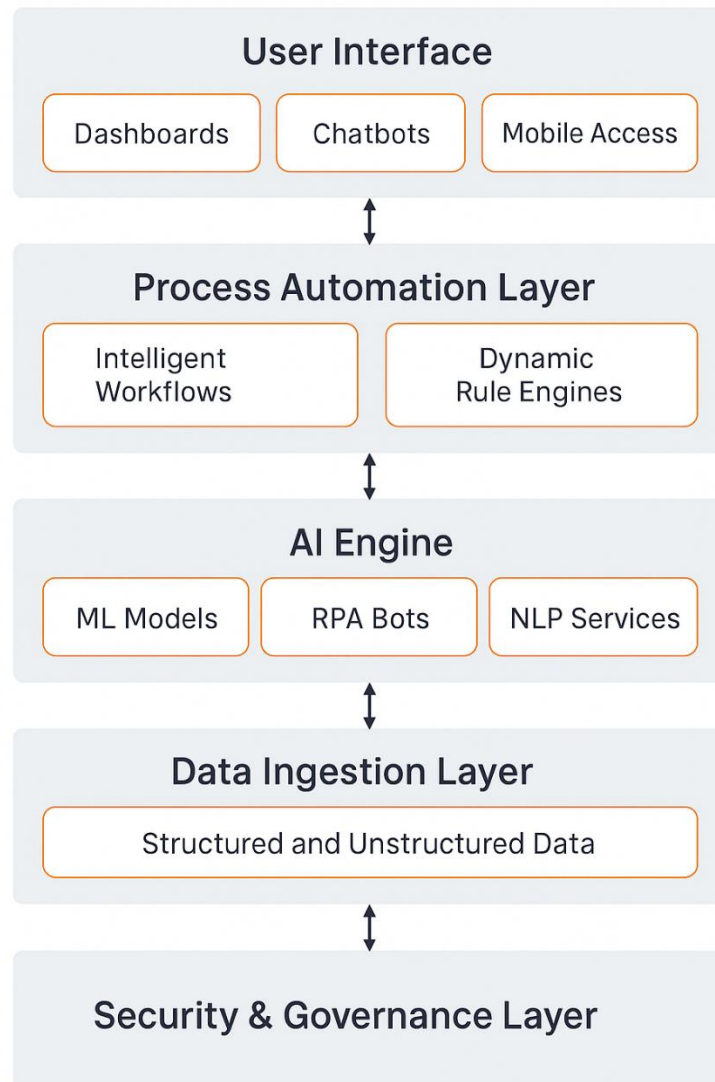 User Interface
Dashboards
Chatbots
Mobile Access
Process Automation Layer
Intelligent
Workflows
Dynamic
Rule Engines
AI Engine
ML Models
RPA Bots
NLP Services
Data Ingestion Layer
Structured and Unstructured Data
Security & Governance Layer